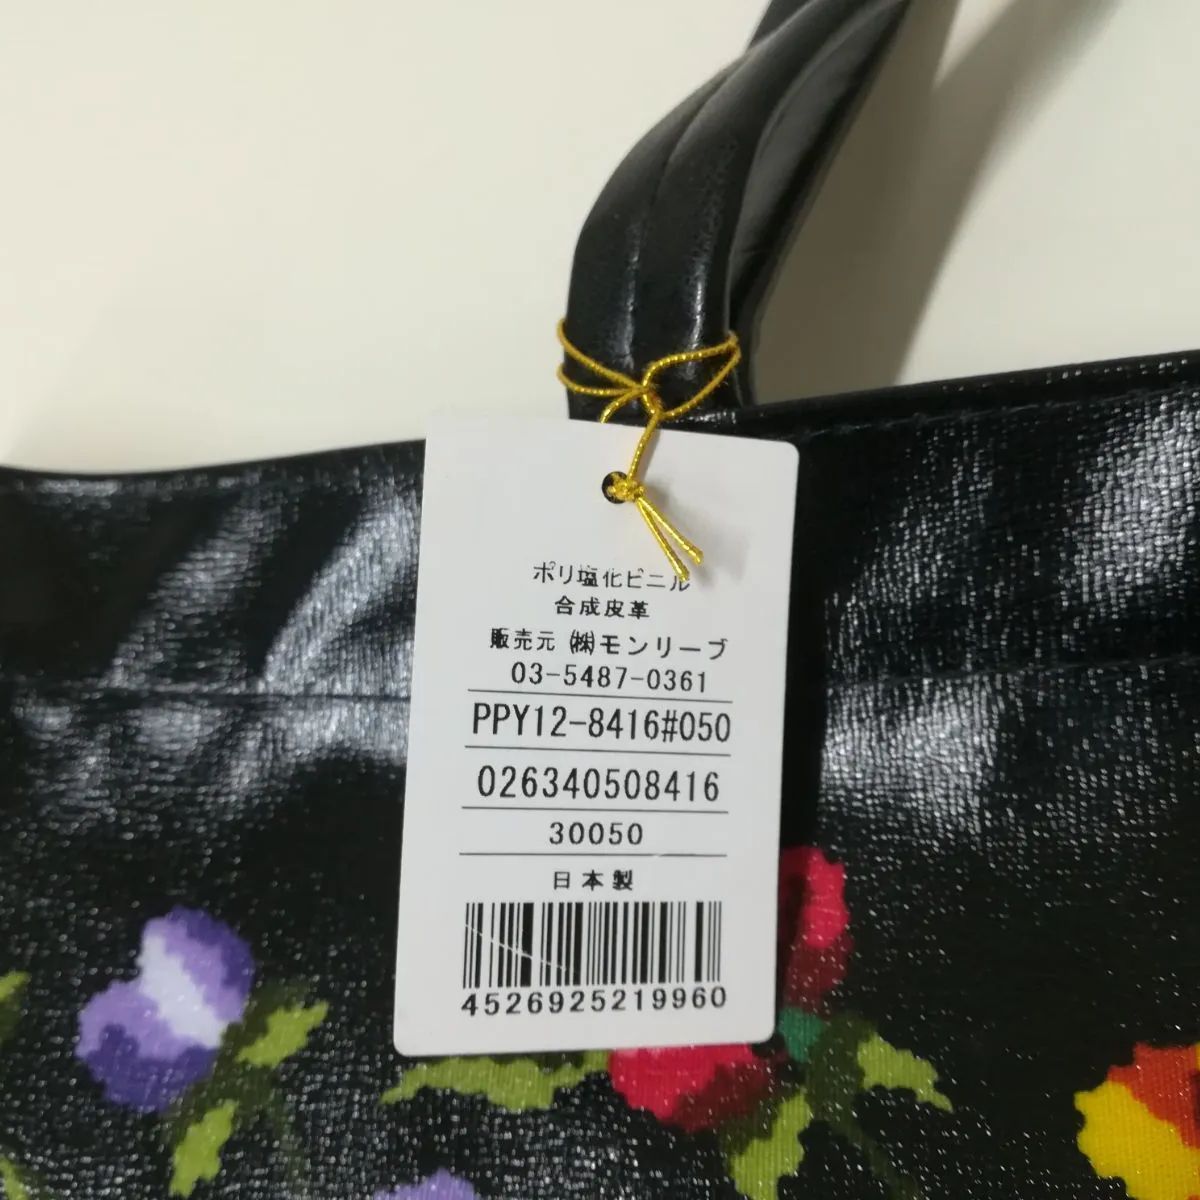 ポリ塩化ビニル
合成皮革
販売元 ㈱モンリーブ
03-5487-0361
PPY12-8416#050
026340508416
30050
日本製
4526925219960